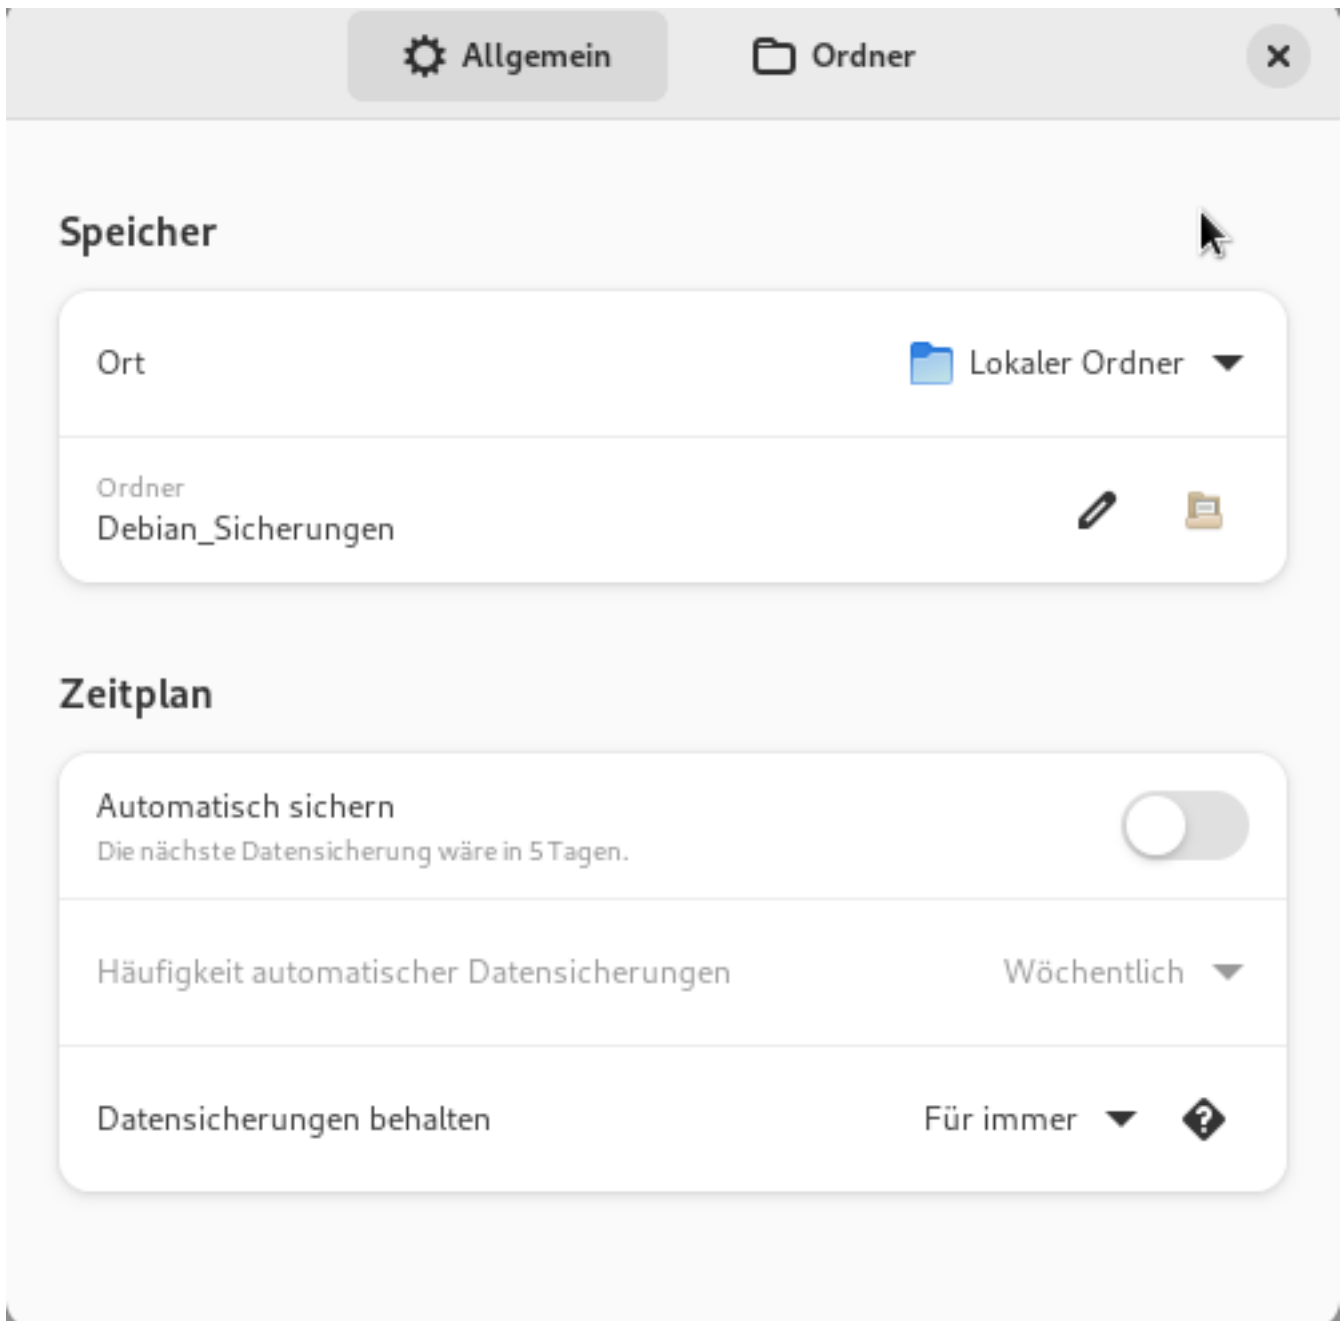 Allgemein
Ordner
Speicher
Ort
Lokaler Ordner
Ordner
Debian_Sicherungen
Zeitplan
Automatisch sichern
Die nächste Datensicherung wäre in 5 Tagen.
Häufigkeit automatischer Datensicherungen
Wöchentlich
Datensicherungen behalten
Für immer